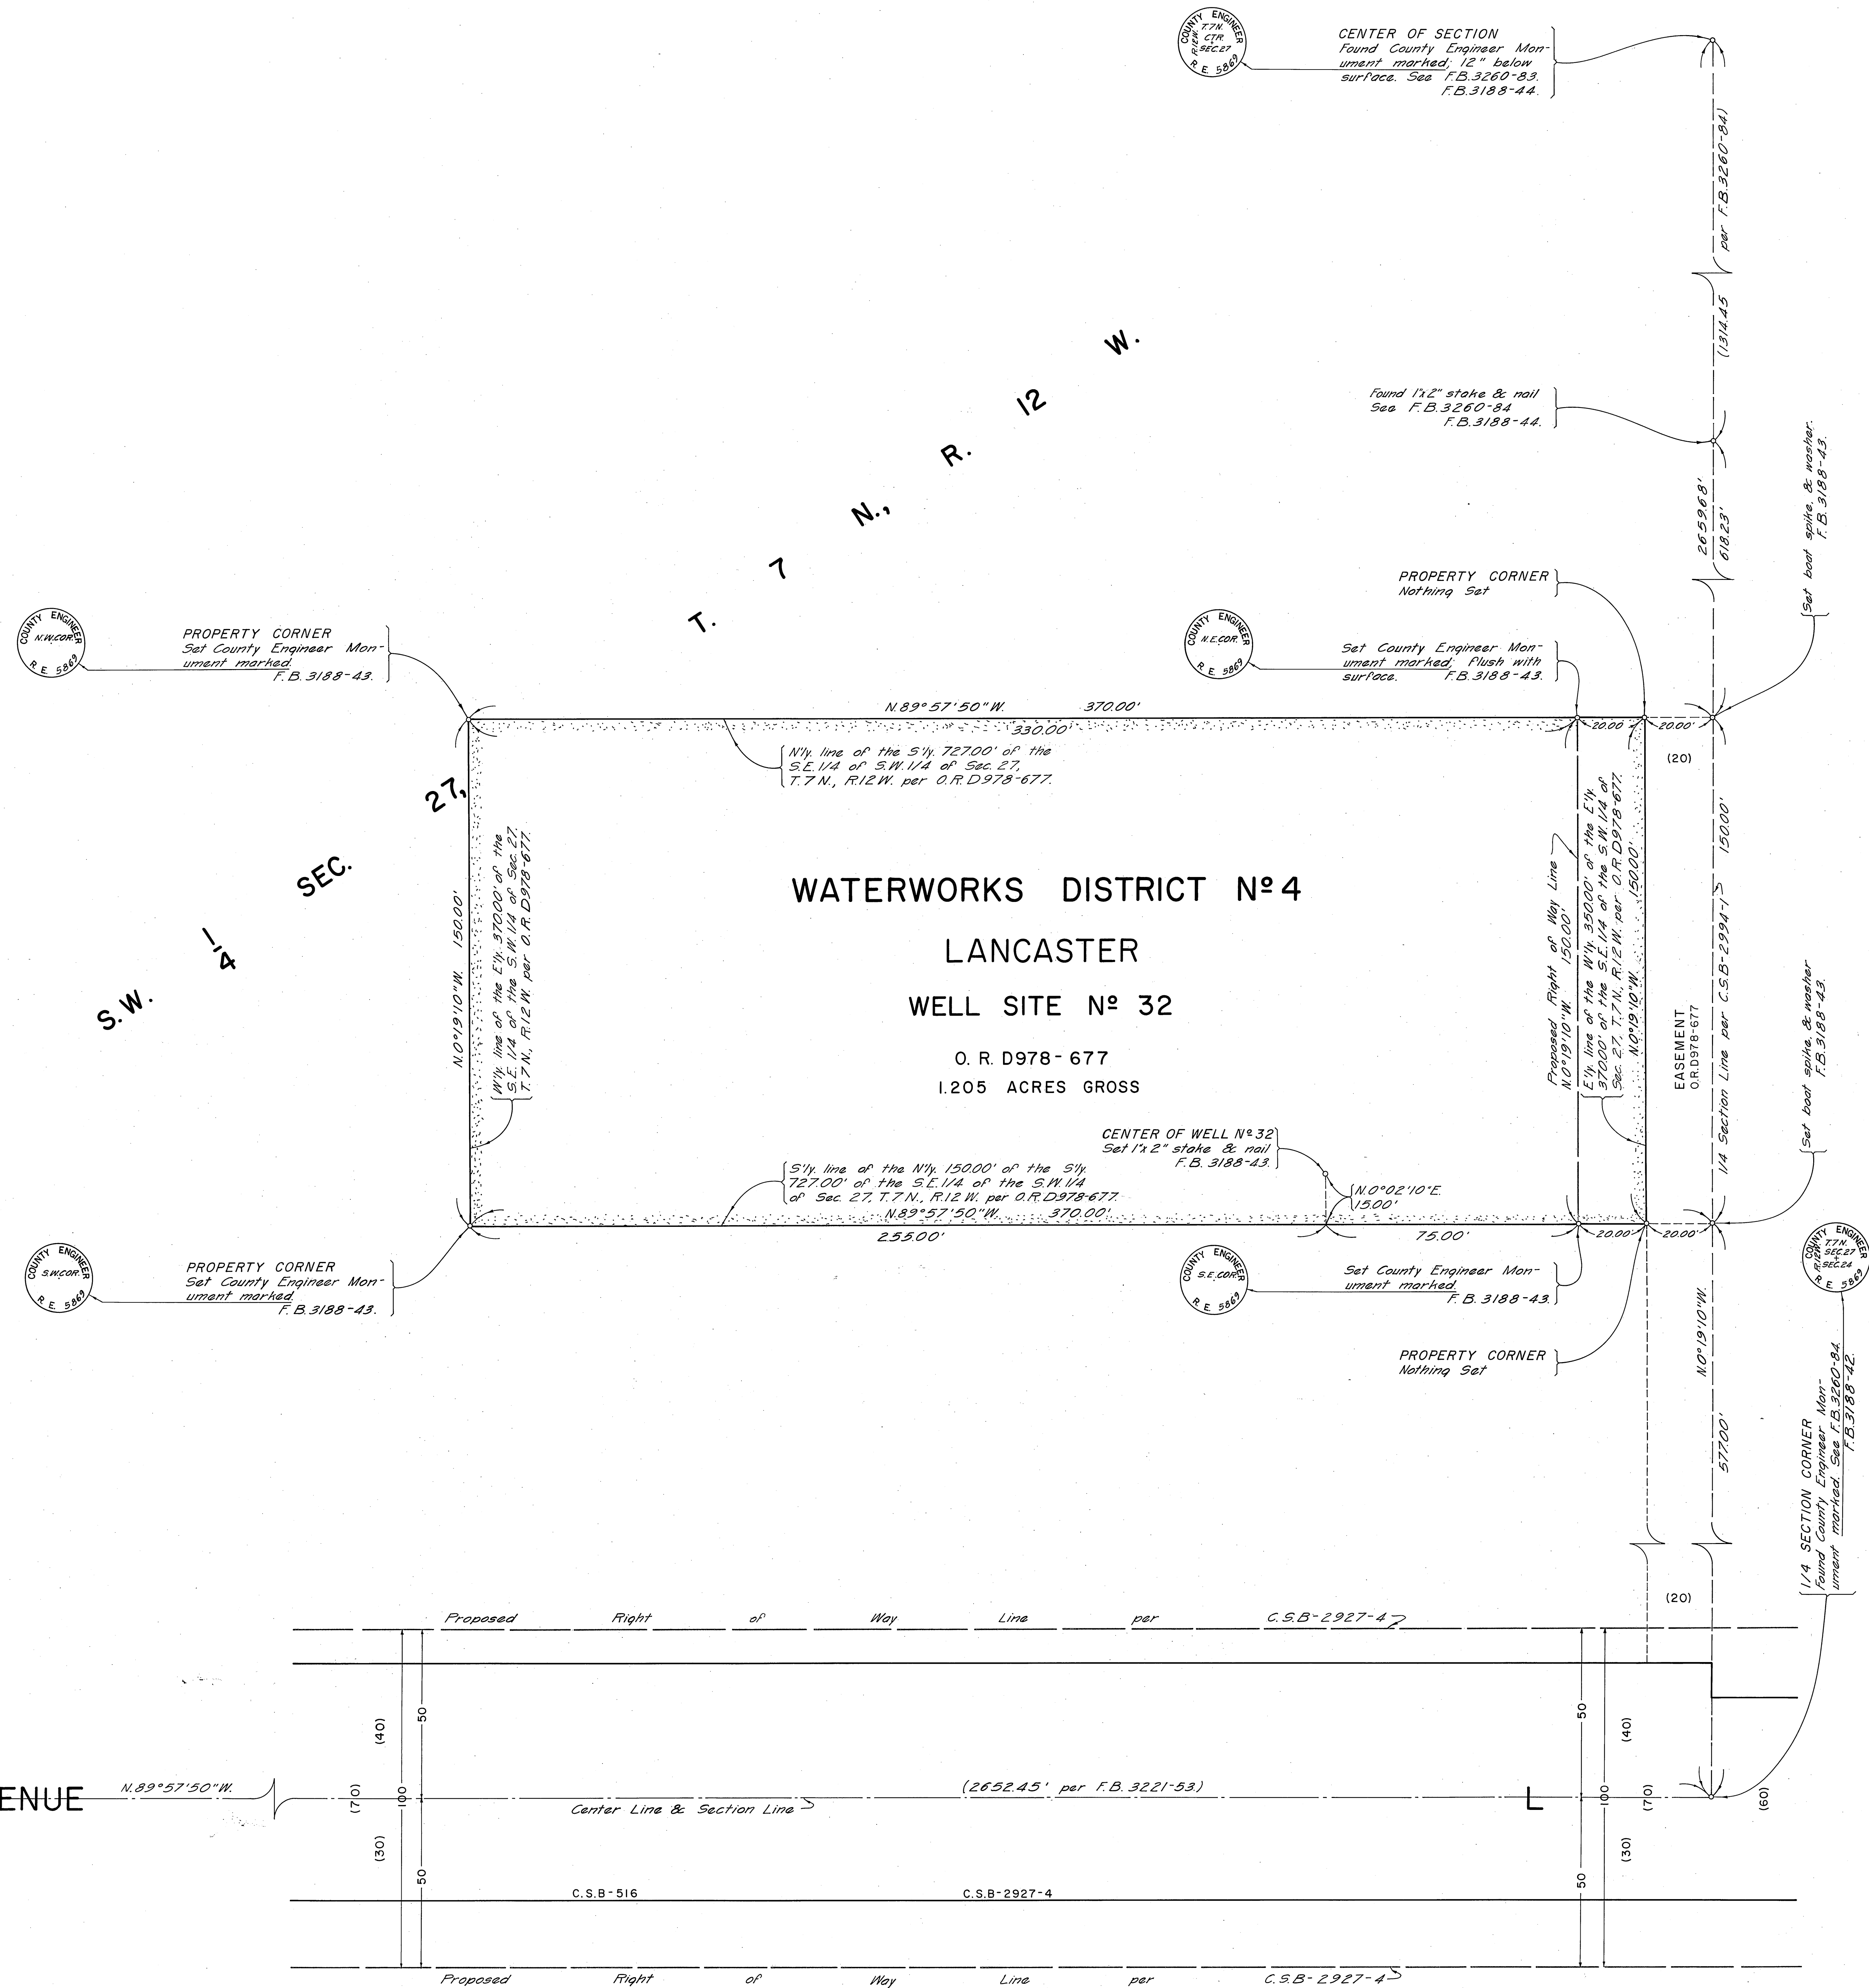 COUNTY ENGINEER
T.7N.
R.12W.
CTR.
SEC.27
R.E. 5869
CENTER OF SECTION
Found County Engineer Mon-
ument marked; 12" below
surface. See F.B.3260-83.
F.B.3188-44.
(1314.45 per F.B.3260-84)
Found 1"x2" stake & nail
See F.B.3260-84
F.B.3188-44.
2659.68'
618.23'
Set boat spike, & washer.
F.B.3188-43.
S.W. 1/4 SEC. 27, T. 7 N., R. 12 W.
PROPERTY CORNER
Nothing Set
COUNTY ENGINEER
N.W.COR.
R.E. 5869
PROPERTY CORNER
Set County Engineer Mon-
ument marked.
F.B.3188-43.
COUNTY ENGINEER
N.E.COR.
R.E. 5869
Set County Engineer Mon-
ument marked; flush with
surface. F.B.3188-43.
N.89°57'50"W. 370.00'
330.00'
20.00'
20.00'
N'ly. line of the S'ly. 727.00' of the
S.E.1/4 of S.W.1/4 of Sec. 27,
T.7N., R.12W. per O.R.D978-677.
(20)
N.0°19'10"W. 150.00'
W'ly. line of the E'ly. 370.00' of the
S.E. 1/4 of the S.W. 1/4 of Sec. 27.
T.7N., R.12W. per O.R.D978-677.
WATERWORKS DISTRICT Nº 4
LANCASTER
WELL SITE Nº 32
O. R. D978-677
1.205 ACRES GROSS
Proposed Right of Way Line
N.0°19'10"W. 150.00'
E'ly. line of the W'ly. 350.00' of the E'ly.
370.00' of the S.E.1/4 of the S.W.1/4 of
Sec. 27, T.7N., R.12W. per O.R.D978-677.
N.0°19'10"W. 150.00'
EASEMENT
O.R.D978-677
1/4 Section Line per C.S.B-2994-1
150.00'
Set boat spike, & washer
F.B.3188-43.
CENTER OF WELL Nº 32
Set 1"x2" stake & nail
F.B.3188-43.
N.0°02'10"E.
15.00'
S'ly. line of the N'ly. 150.00' of the S'ly.
727.00' of the S.E.1/4 of the S.W.1/4
of Sec. 27, T.7N., R.12W. per O.R.D978-677.
N.89°57'50"W. 370.00'
255.00'
75.00'
20.00'
20.00'
COUNTY ENGINEER
S.W.COR.
R.E. 5869
PROPERTY CORNER
Set County Engineer Mon-
ument marked.
F.B.3188-43.
COUNTY ENGINEER
S.E.COR.
R.E. 5869
Set County Engineer Mon-
ument marked.
F.B.3188-43.
PROPERTY CORNER
Nothing Set
N.0°19'10"W.
577.00'
COUNTY ENGINEER
T.7N.
R.12W.
SEC.27
SEC.24
R.E. 5869
1/4 SECTION CORNER
Found County Engineer Mon-
ument marked. See F.B.3260-84.
F.B.3188-42.
(20)
Proposed Right of Way Line per C.S.B-2927-4
(40)
50
(70)
100
(30)
50
50
(40)
100
(70)
(30)
50
(60)
ENUE
N.89°57'50"W.
(2652.45' per F.B.3221-53.)
Center Line & Section Line
L
C.S.B-516
C.S.B-2927-4
Proposed Right of Way Line per C.S.B-2927-4